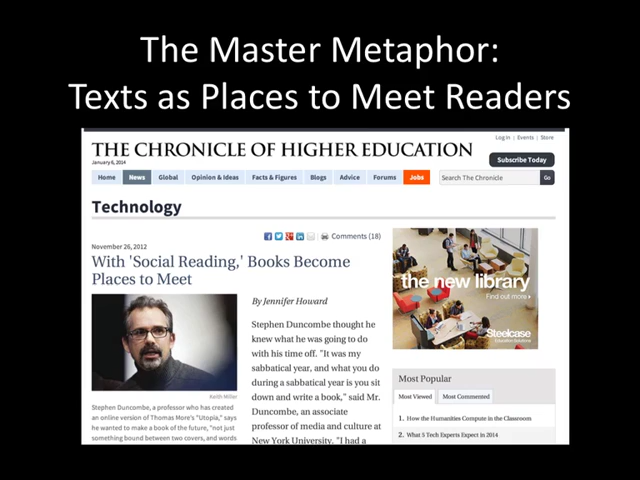 The Master Metaphor:
Texts as Places to Meet Readers
Log In | Events | Store
THE CHRONICLE OF HIGHER EDUCATION
January 6, 2014
Subscribe Today
Home News Global Opinion & Ideas Facts & Figures Blogs Advice Forums Jobs Search The Chronicle Go
Technology
Comments (18)
November 26, 2012
With 'Social Reading,' Books Become
Places to Meet
Keith Miller
Stephen Duncombe, a professor who has created
an online version of Thomas More's "Utopia," says
he wanted to make a book of the future, "not just
something bound between two covers, and words
By Jennifer Howard
Stephen Duncombe thought he
knew what he was going to do
with his time off. "It was my
sabbatical year, and what you do
during a sabbatical year is you sit
down and write a book," said Mr.
Duncombe, an associate
professor of media and culture at
New York University. "I had a
the new library
Find out more
Steelcase
Education Solutions
Most Popular
Most Viewed Most Commented
1. How the Humanities Compute in the Classroom
2. What 5 Tech Experts Expect in 2014